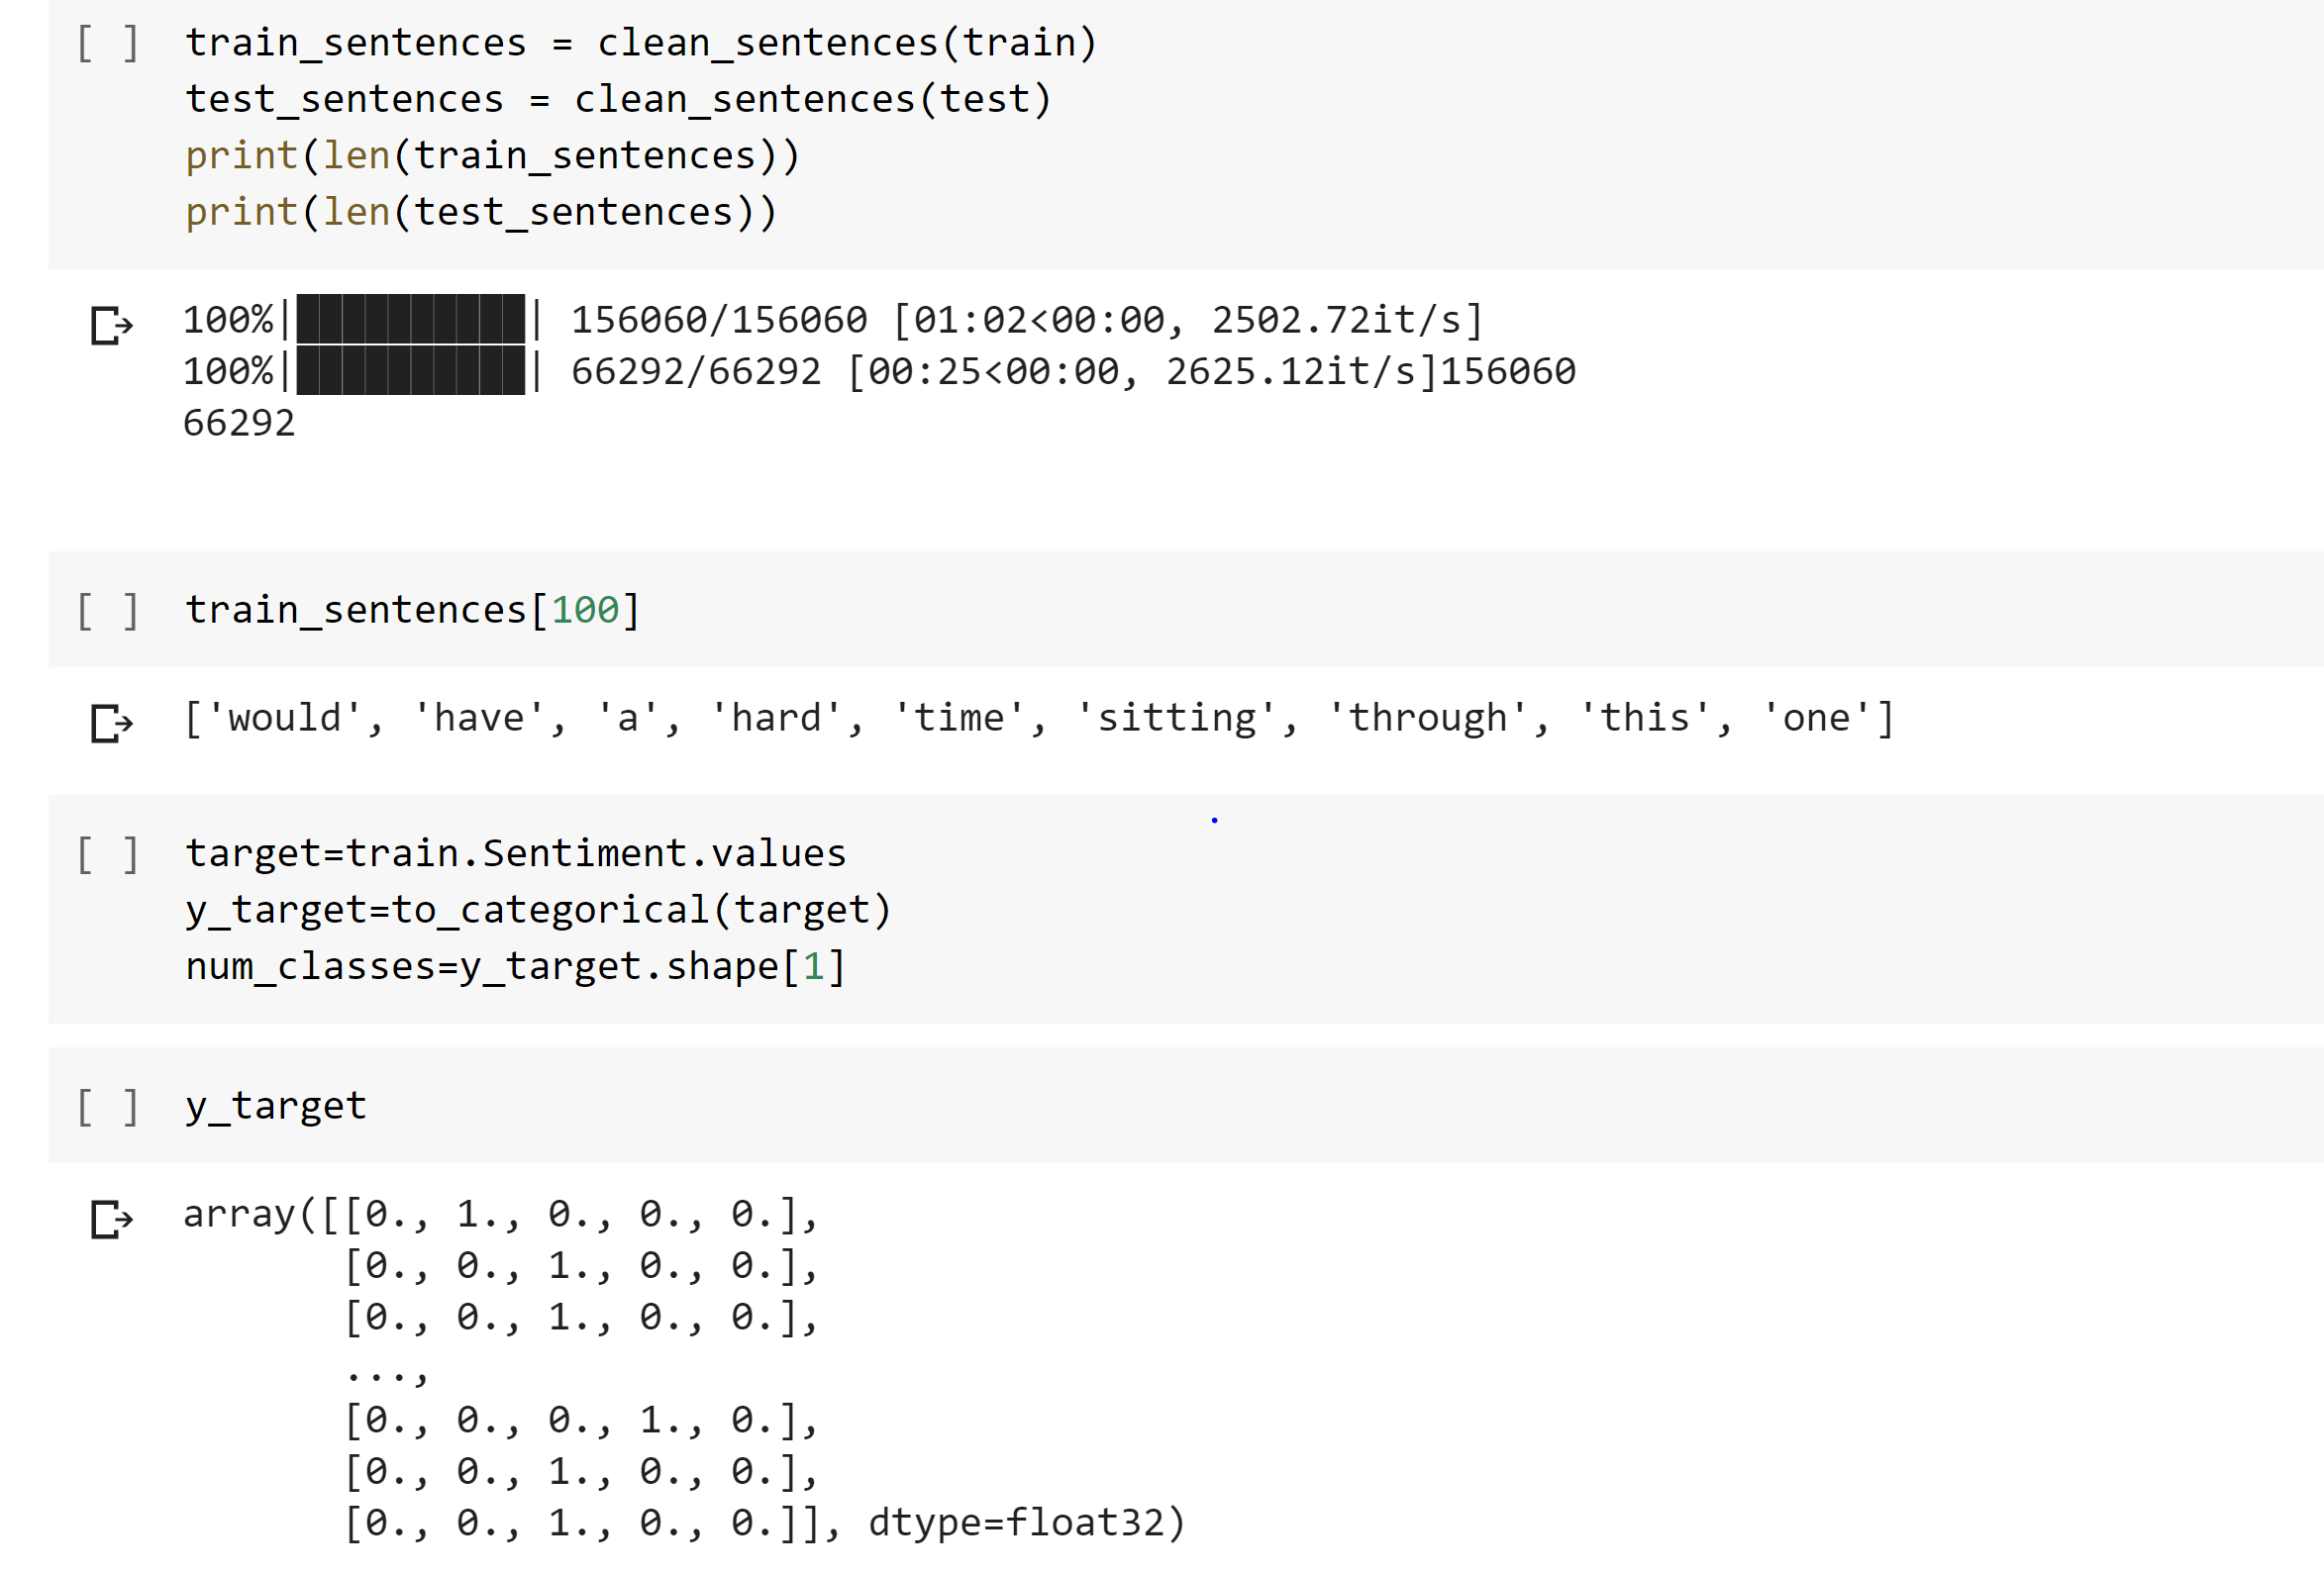 [ ] train_sentences = clean_sentences(train)
test_sentences = clean_sentences(test)
print(len(train_sentences))
print(len(test_sentences))
100%|██████████| 156060/156060 [01:02<00:00, 2502.72it/s]
100%|██████████| 66292/66292 [00:25<00:00, 2625.12it/s]156060
66292
[ ] train_sentences[100]
['would', 'have', 'a', 'hard', 'time', 'sitting', 'through', 'this', 'one']
[ ] target=train.Sentiment.values
y_target=to_categorical(target)
num_classes=y_target.shape[1]
[ ] y_target
array([[0., 1., 0., 0., 0.],
[0., 0., 1., 0., 0.],
[0., 0., 1., 0., 0.],
...,
[0., 0., 0., 1., 0.],
[0., 0., 1., 0., 0.],
[0., 0., 1., 0., 0.]], dtype=float32)